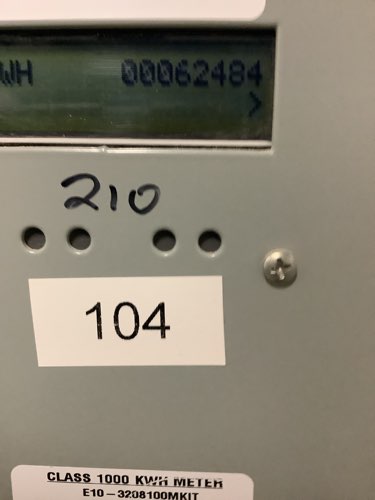 WH 00062484
>
210
104
CLASS 1000 KWH METER
E10-3208100MKIT